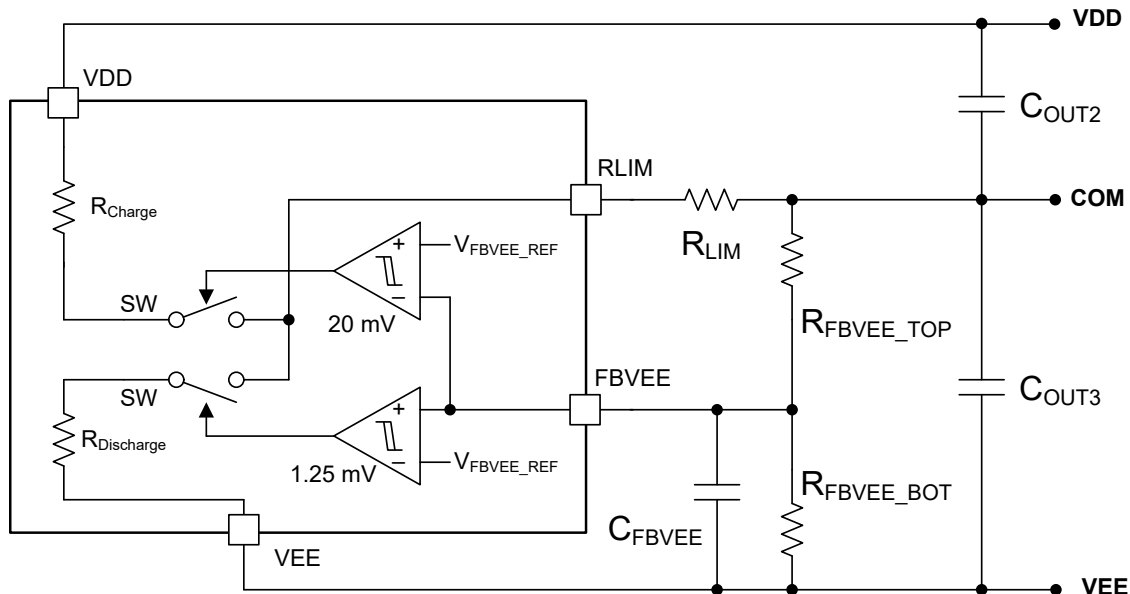 VDD
VDD
COUT2
RLIM
COM
RCharge
VFBVEE_REF
+
RLIM
SW
−
20 mV
RFBVEE_TOP
FBVEE
SW
+
COUT3
RDischarge
−
VFBVEE_REF
1.25 mV
RFBVEE_BOT
CFBVEE
VEE
VEE